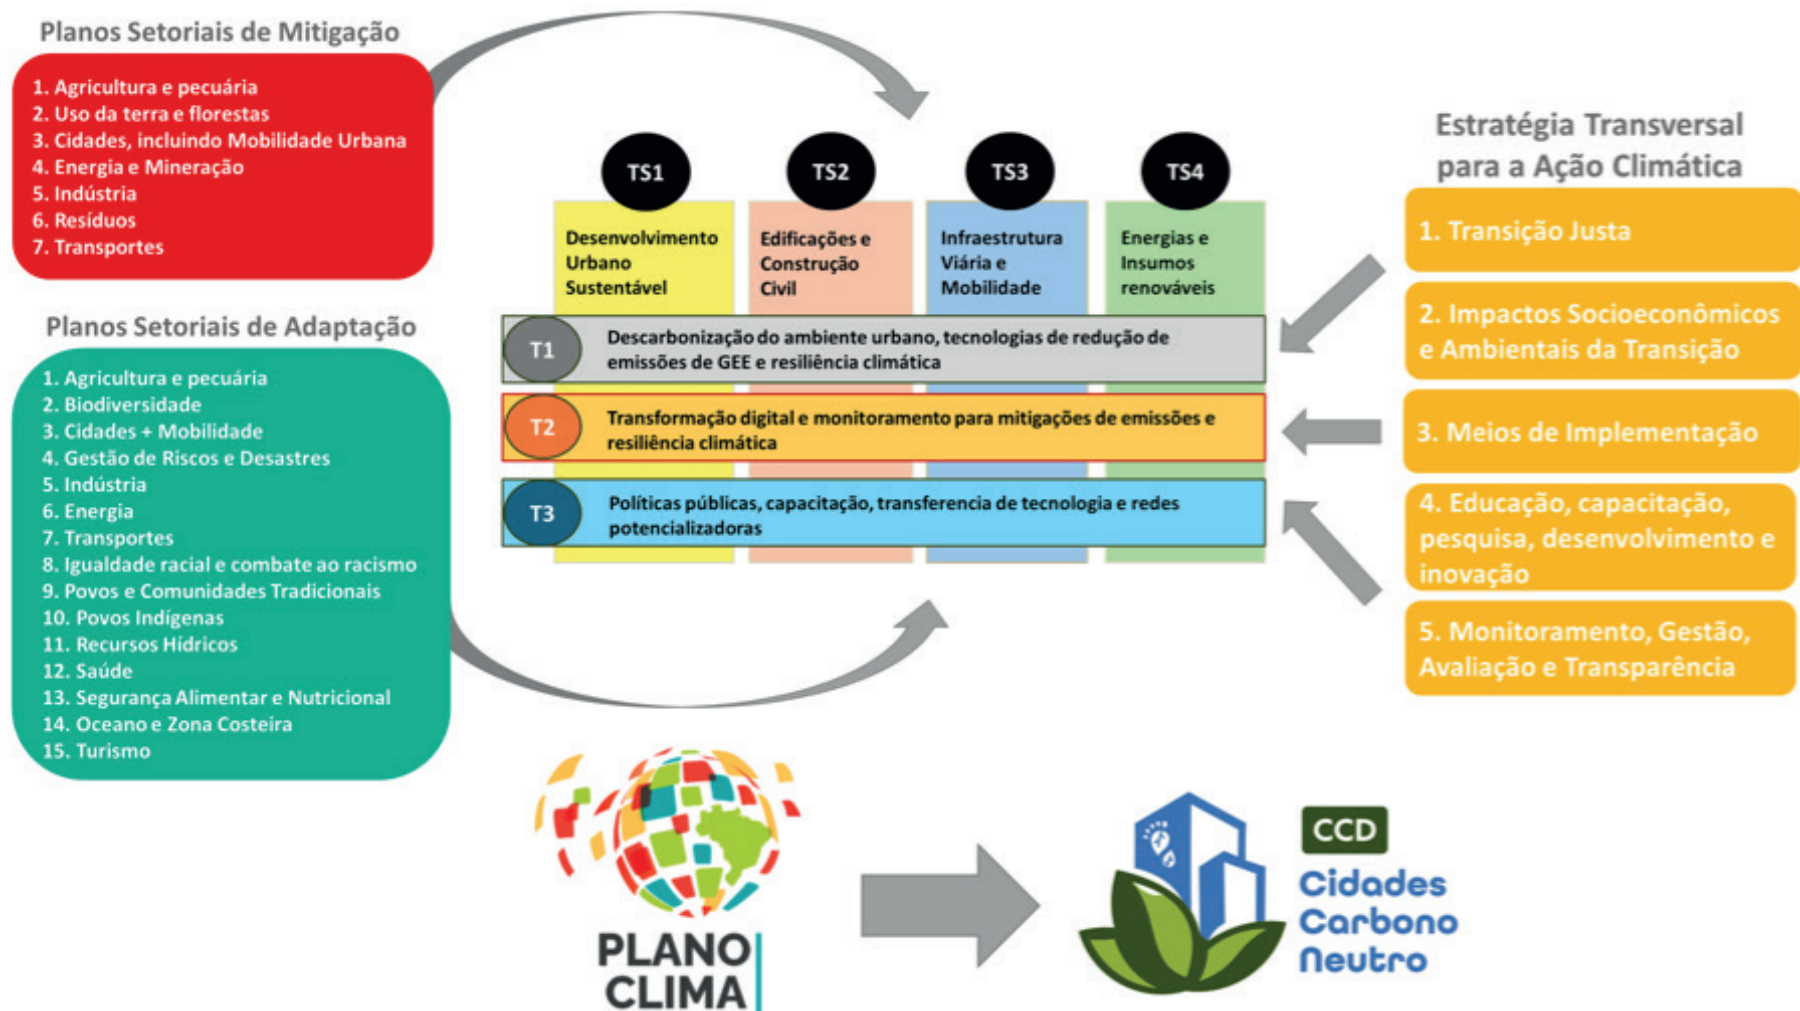 Planos Setoriais de Mitigação
1. Agricultura e pecuária
2. Uso da terra e florestas
3. Cidades, incluindo Mobilidade Urbana
4. Energia e Mineração
5. Indústria
6. Resíduos
7. Transportes
Planos Setoriais de Adaptação
1. Agricultura e pecuária
2. Biodiversidade
3. Cidades + Mobilidade
4. Gestão de Riscos e Desastres
5. Indústria
6. Energia
7. Transportes
8. Igualdade racial e combate ao racismo
9. Povos e Comunidades Tradicionais
10. Povos Indígenas
11. Recursos Hídricos
12. Saúde
13. Segurança Alimentar e Nutricional
14. Oceano e Zona Costeira
15. Turismo
TS1
Desenvolvimento
Urbano
Sustentável
TS2
Edificações e
Construção
Civil
TS3
Infraestrutura
Viária e
Mobilidade
TS4
Energias e
Insumos
renováveis
T1
Descarbonização do ambiente urbano, tecnologias de redução de
emissões de GEE e resiliência climática
T2
Transformação digital e monitoramento para mitigações de emissões e
resiliência climática
T3
Políticas públicas, capacitação, transferencia de tecnologia e redes
potencializadoras
Estratégia Transversal
para a Ação Climática
1. Transição Justa
2. Impactos Socioeconômicos
e Ambientais da Transição
3. Meios de Implementação
4. Educação, capacitação,
pesquisa, desenvolvimento e
inovação
5. Monitoramento, Gestão,
Avaliação e Transparência
PLANO
CLIMA
CCD
Cidades
Carbono
Neutro